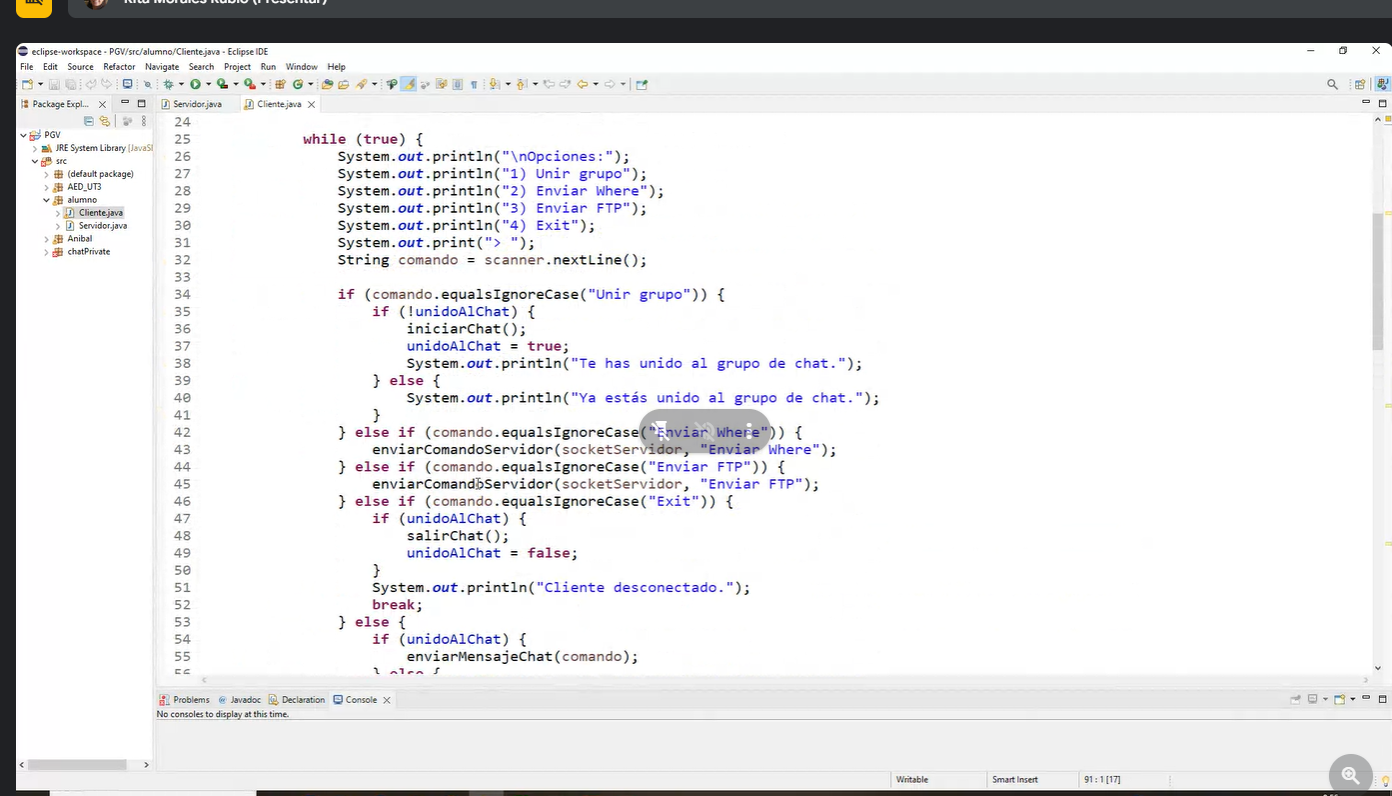 Rita Morales Rubio (Presentar)
eclipse-workspace - PGV/src/alumno/Cliente.java - Eclipse IDE
File Edit Source Refactor Navigate Search Project Run Window Help
Package Expl...
Servidor.java
Cliente.java
PGV
JRE System Library [JavaS
src
(default package)
AED_UT3
alumno
Cliente.java
Servidor.java
Anibal
chatPrivate
24
25 while (true) {
26 System.out.println("\nOpciones:");
27 System.out.println("1) Unir grupo");
28 System.out.println("2) Enviar Where");
29 System.out.println("3) Enviar FTP");
30 System.out.println("4) Exit");
31 System.out.print("> ");
32 String comando = scanner.nextLine();
33
34 if (comando.equalsIgnoreCase("Unir grupo")) {
35 if (!unidoAlChat) {
36 iniciarChat();
37 unidoAlChat = true;
38 System.out.println("Te has unido al grupo de chat.");
39 } else {
40 System.out.println("Ya estás unido al grupo de chat.");
41 }
42 } else if (comando.equalsIgnoreCase("Enviar Where")) {
43 enviarComandoServidor(socketServidor, "Enviar Where");
44 } else if (comando.equalsIgnoreCase("Enviar FTP")) {
45 enviarComandoServidor(socketServidor, "Enviar FTP");
46 } else if (comando.equalsIgnoreCase("Exit")) {
47 if (unidoAlChat) {
48 salirChat();
49 unidoAlChat = false;
50 }
51 System.out.println("Cliente desconectado.");
52 break;
53 } else {
54 if (unidoAlChat) {
55 enviarMensajeChat(comando);
56 } else {
Problems Javadoc Declaration Console
No consoles to display at this time.
Writable Smart Insert 91 : 1 [17]